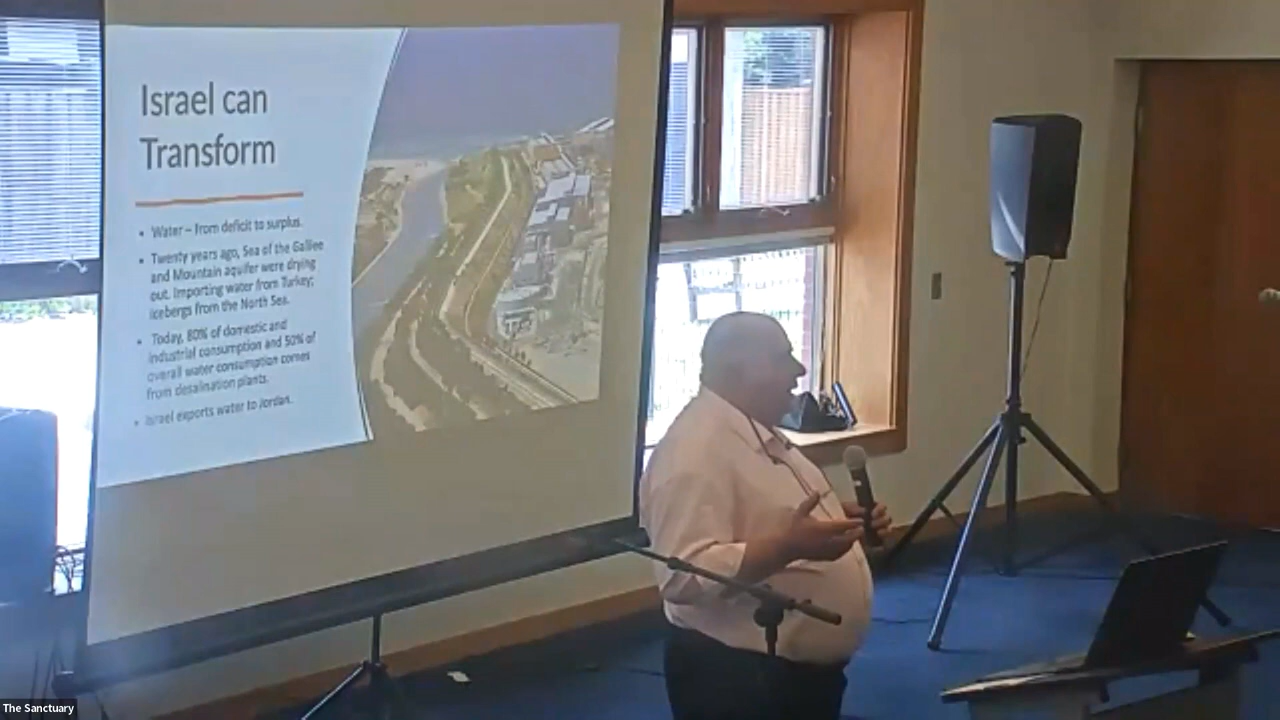 Israel can
Transform
• Water – from deficit to surplus.
• Twenty years ago, Sea of the Galilee
and Mountain aquifer were drying
out. Importing water from Turkey;
icebergs from the North Sea.
• Today, 80% of domestic and
industrial consumption and 50% of
overall water consumption comes
from desalination plants.
• Israel exports water to Jordan.
The Sanctuary